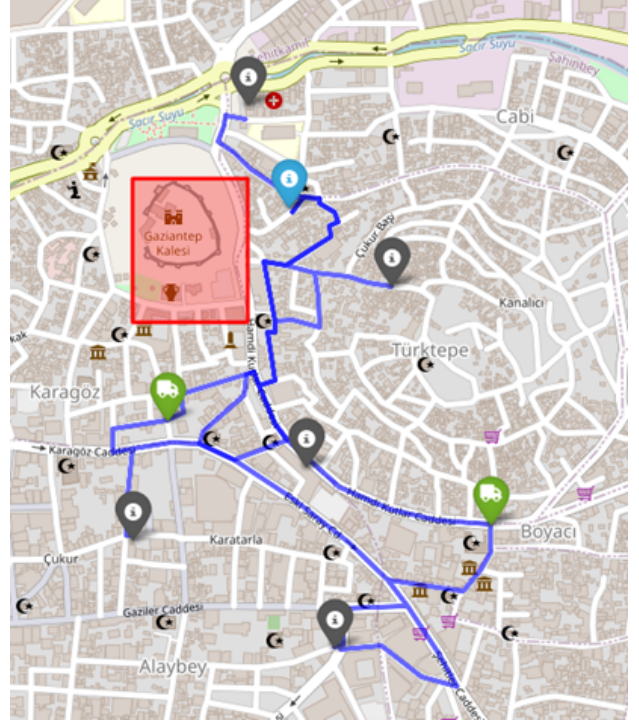 Şehitkamil
Sacır Suyu
Şahinbey
Sacır Suyu
Cabi
Gaziantep
Kalesi
Çukur Başı
Kanalıcı
Türktepe
Karagöz
Karagöz Caddesi
Eski Saray Cd
Hamdi Kutlar Caddesi
Boyacı
Karatarla
Çukur
Gaziler Caddesi
Alaybey